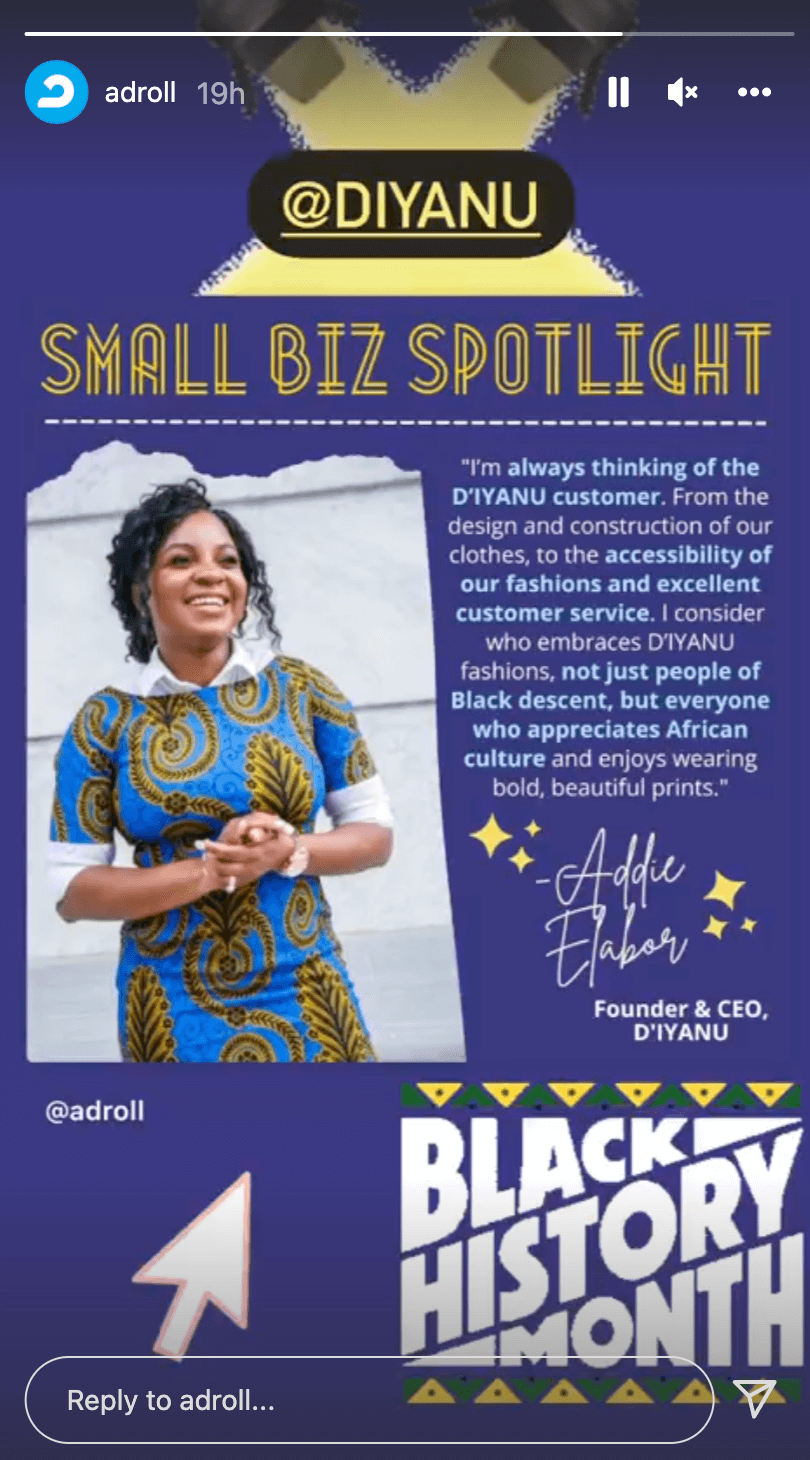 adroll 19h
@DIYANU
SMALL BIZ SPOTLIGHT
"I'm always thinking of the
D'IYANU customer. From the
design and construction of our
clothes, to the accessibility of
our fashions and excellent
customer service. I consider
who embraces D'IYANU
fashions, not just people of
Black descent, but everyone
who appreciates African
culture and enjoys wearing
bold, beautiful prints."
-Addie
Elabor
Founder & CEO,
D'IYANU
@adroll
BLACK
HISTORY
MONTH
Reply to adroll...